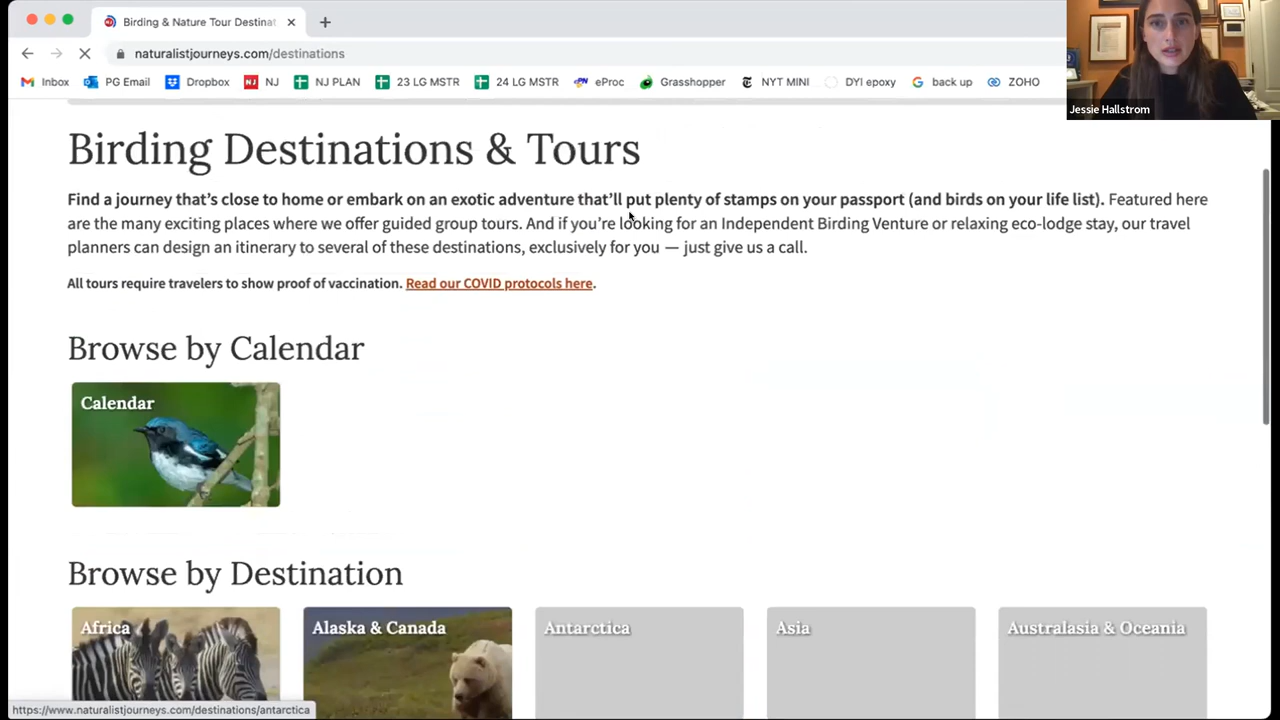 Birding & Nature Tour Destinat
naturalistjourneys.com/destinations
Inbox PG Email Dropbox NJ NJ PLAN 23 LG MSTR 24 LG MSTR eProc Grasshopper NYT MINI DYI epoxy back up ZOHO
Jessie Hallstrom
Birding Destinations & Tours
Find a journey that's close to home or embark on an exotic adventure that'll put plenty of stamps on your passport (and birds on your life list). Featured here
are the many exciting places where we offer guided group tours. And if you're looking for an Independent Birding Venture or relaxing eco-lodge stay, our travel
planners can design an itinerary to several of these destinations, exclusively for you — just give us a call.
All tours require travelers to show proof of vaccination. Read our COVID protocols here.
Browse by Calendar
Calendar
Browse by Destination
Africa Alaska & Canada Antarctica Asia Australasia & Oceania
https://www.naturalistjourneys.com/destinations/antarctica